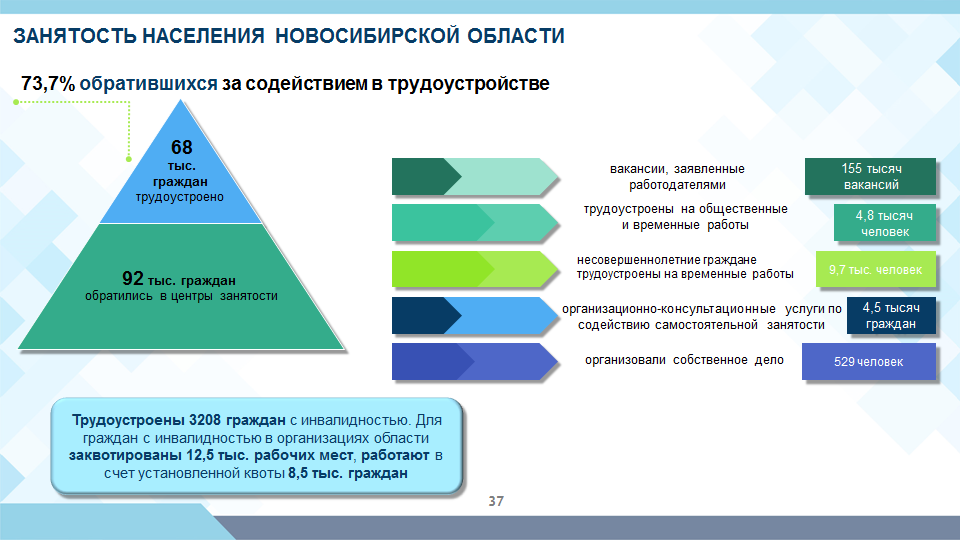 ЗАНЯТОСТЬ НАСЕЛЕНИЯ НОВОСИБИРСКОЙ ОБЛАСТИ
73,7% обратившихся за содействием в трудоустройстве
68
тыс.
граждан
трудоустроено
92 тыс. граждан
обратились в центры занятости
вакансии, заявленные
работодателями
155 тысяч
вакансий
трудоустроены на общественные
и временные работы
4,8 тысяч
человек
несовершеннолетние граждане
трудоустроены на временные работы
9,7 тыс. человек
организационно-консультационные услуги по
содействию самостоятельной занятости
4,5 тысяч
граждан
организовали собственное дело
529 человек
Трудоустроены 3208 граждан с инвалидностью. Для
граждан с инвалидностью в организациях области
заквотированы 12,5 тыс. рабочих мест, работают в
счет установленной квоты 8,5 тыс. граждан
37